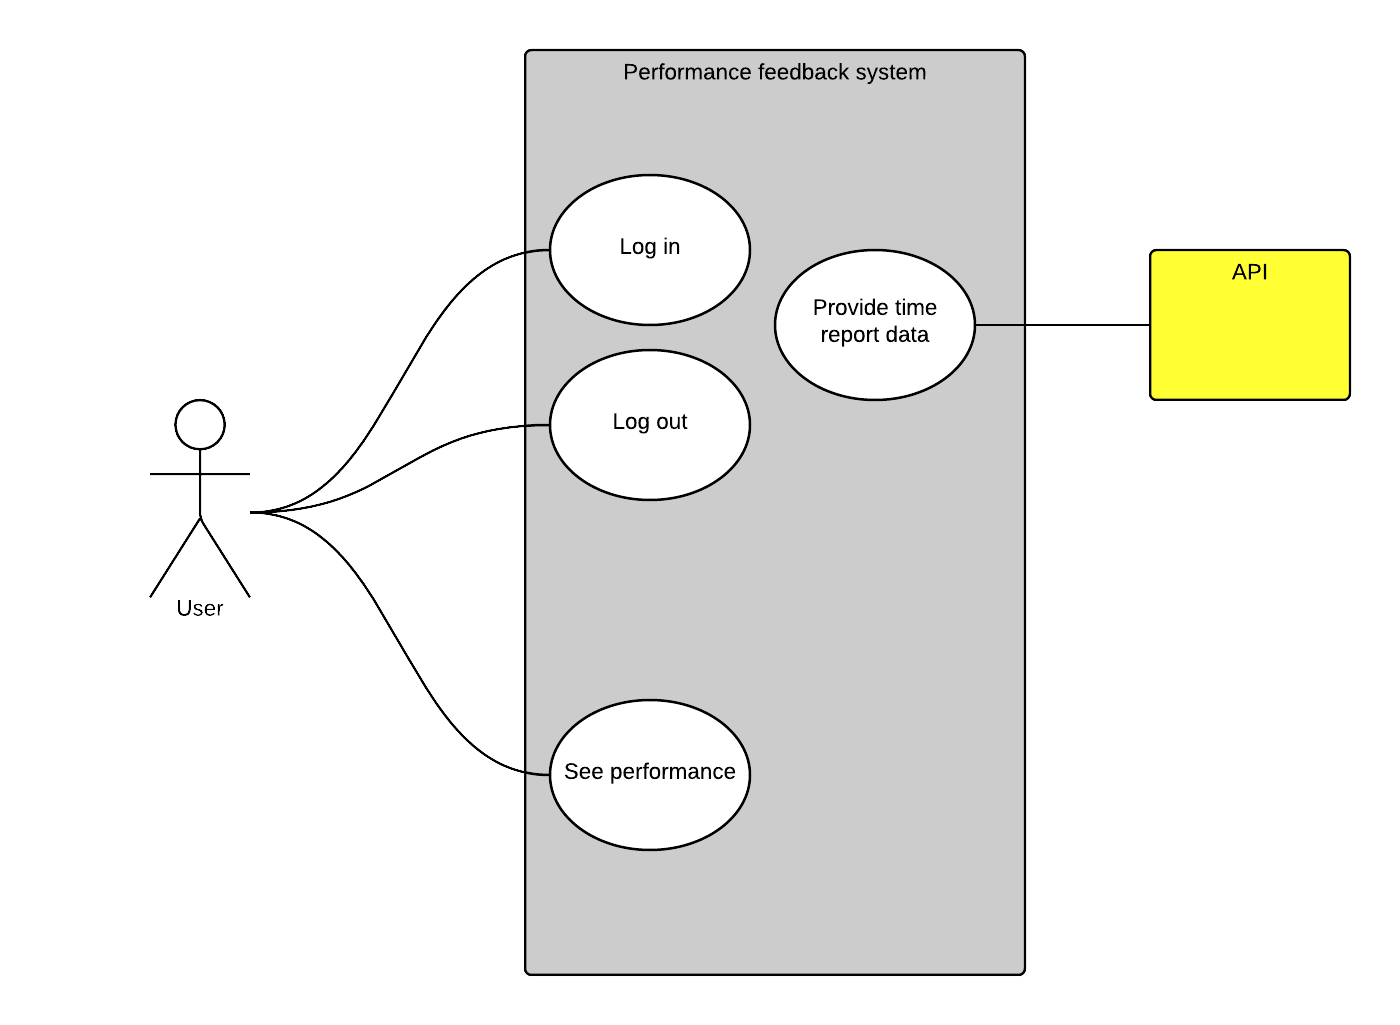 Performance feedback system
Log in
Provide time
report data
API
Log out
User
See performance